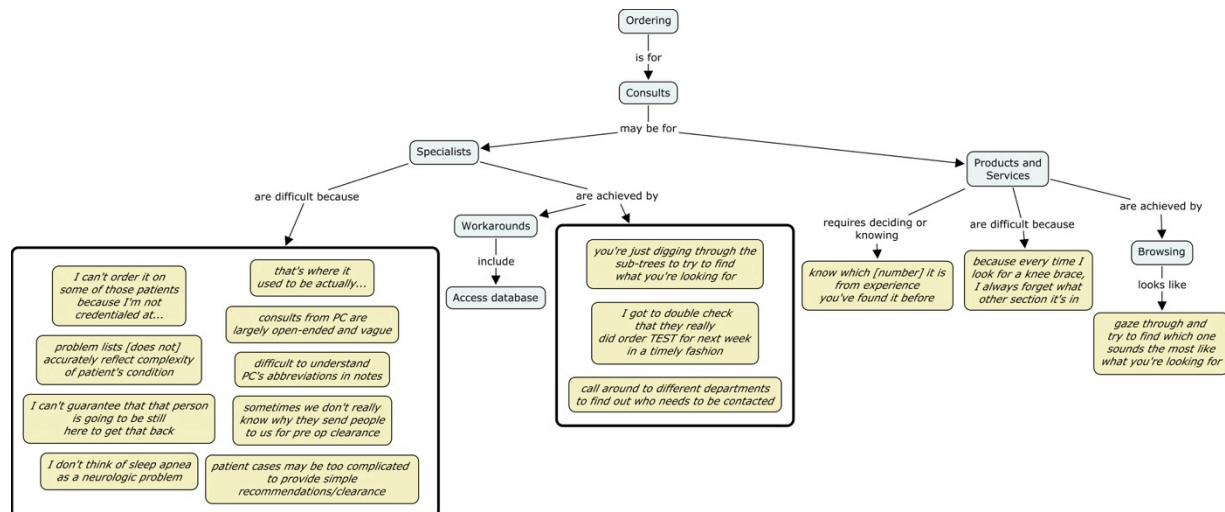 Ordering
is for
Consults
may be for
Specialists
Products and
Services
are difficult because
are achieved by
Workarounds
include
Access database
requires deciding or
knowing
are difficult because
are achieved by
Browsing
looks like
I can't order it on
some of those patients
because I'm not
credentialed at...
problem lists [does not]
accurately reflect complexity
of patient's condition
I can't guarantee that that person
is going to be still
here to get that back
I don't think of sleep apnea
as a neurologic problem
that's where it
used to be actually...
consults from PC are
largely open-ended and vague
difficult to understand
PC's abbreviations in notes
sometimes we don't really
know why they send people
to us for pre op clearance
patient cases may be too complicated
to provide simple
recommendations/clearance
you're just digging through the
sub-trees to try to find
what you're looking for
I got to double check
that they really
did order TEST for next week
in a timely fashion
call around to different departments
to find out who needs to be contacted
know which [number] it is
from experience
you've found it before
because every time I
look for a knee brace,
I always forget what
other section it's in
gaze through and
try to find which one
sounds the most like
what you're looking for